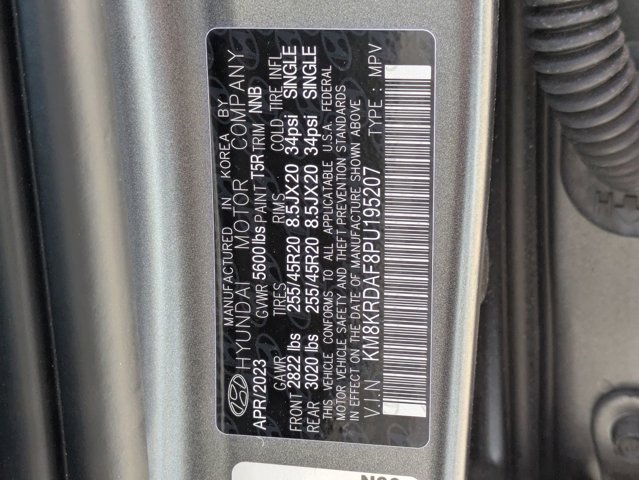 MANUFACTURED IN KOREA BY
HYUNDAI MOTOR COMPANY
APR/2023 GVWR 5600 lbs PAINT T5R TRIM NNB
GAWR TIRES RIMS COLD TIRE INFL
FRONT 2822 lbs 255/45R20 8.5JX20 34psi SINGLE
REAR 3020 lbs 255/45R20 8.5JX20 34psi SINGLE
THIS VEHICLE CONFORMS TO ALL APPLICABLE U.S.A. FEDERAL
MOTOR VEHICLE SAFETY AND THEFT PREVENTION STANDARDS
IN EFFECT ON THE DATE OF MANUFACTURE SHOWN ABOVE
VIN KM8KRDAF8PU195207 TYPE : MPV